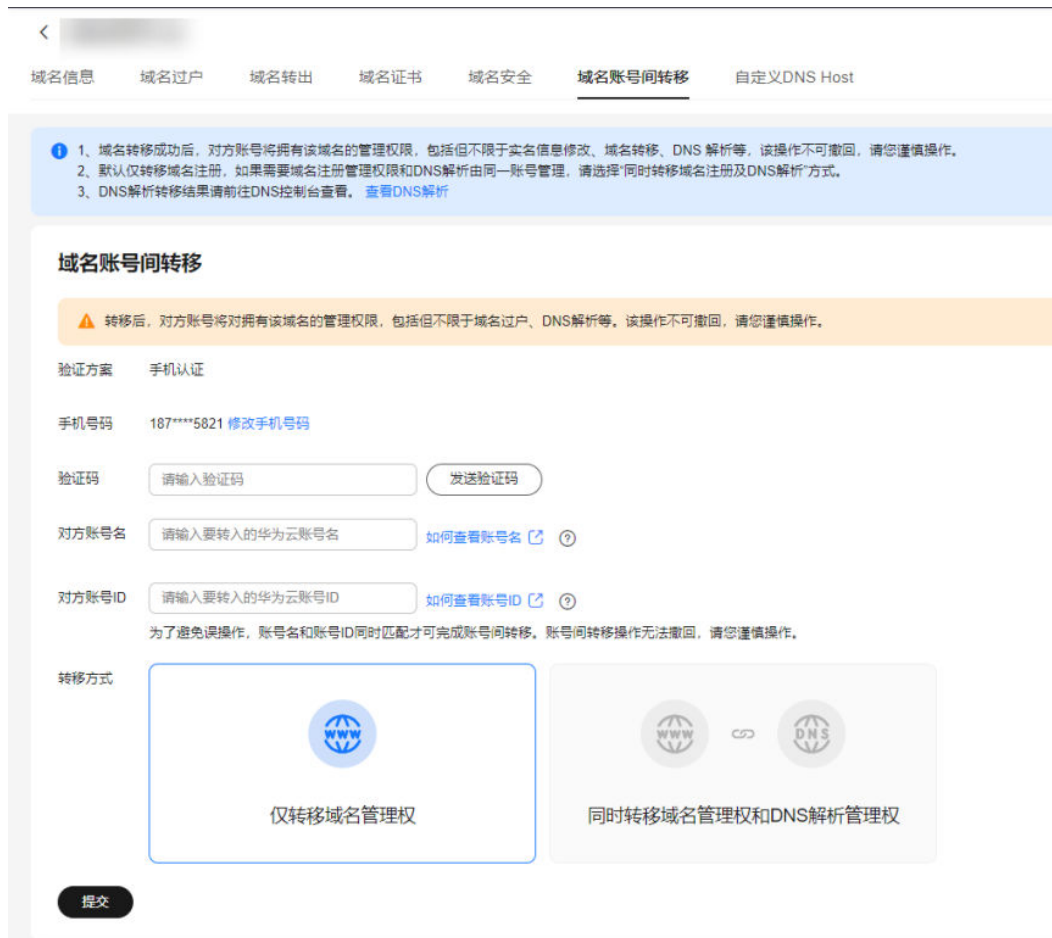 域名信息 域名过户 域名转出 域名证书 域名安全 域名账号间转移 自定义DNS Host
1、域名转移成功后，对方账号将拥有该域名的管理权限，包括但不限于实名信息修改、域名转移、DNS 解析等，该操作不可撤回，请您谨慎操作。
2、默认仅转移域名注册，如果需要域名注册管理权限和DNS解析由同一账号管理，请选择“同时转移域名注册及DNS解析”方式。
3、DNS解析转移结果请前往DNS控制台查看。 查看DNS解析
域名账号间转移
转移后，对方账号将对拥有该域名的管理权限，包括但不限于域名过户、DNS解析等。该操作不可撤回，请您谨慎操作。
验证方案 手机认证
手机号码 187****5821 修改手机号码
验证码 请输入验证码 发送验证码
对方账号名 请输入要转入的华为云账号名 如何查看账号名
对方账号ID 请输入要转入的华为云账号ID 如何查看账号ID
为了避免误操作，账号名和账号ID同时匹配才可完成账号间转移。账号间转移操作无法撤回，请您谨慎操作。
转移方式
WWW WWW DNS
仅转移域名管理权 同时转移域名管理权和DNS解析管理权
提交